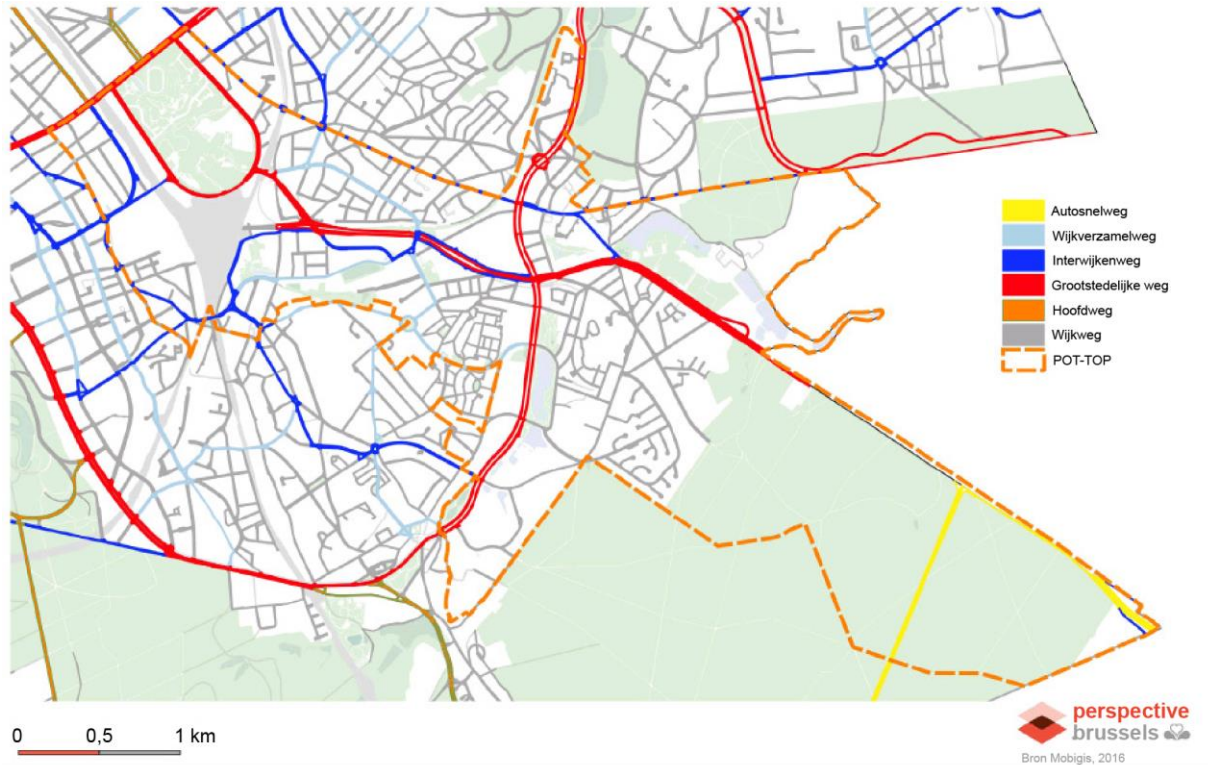 Autosnelweg
Wijkverzamelweg
Interwijkenweg
Grootstedelijke weg
Hoofdweg
Wijkweg
POT-TOP
0 0,5 1 km
perspective
brussels
Bron Mobigis, 2016